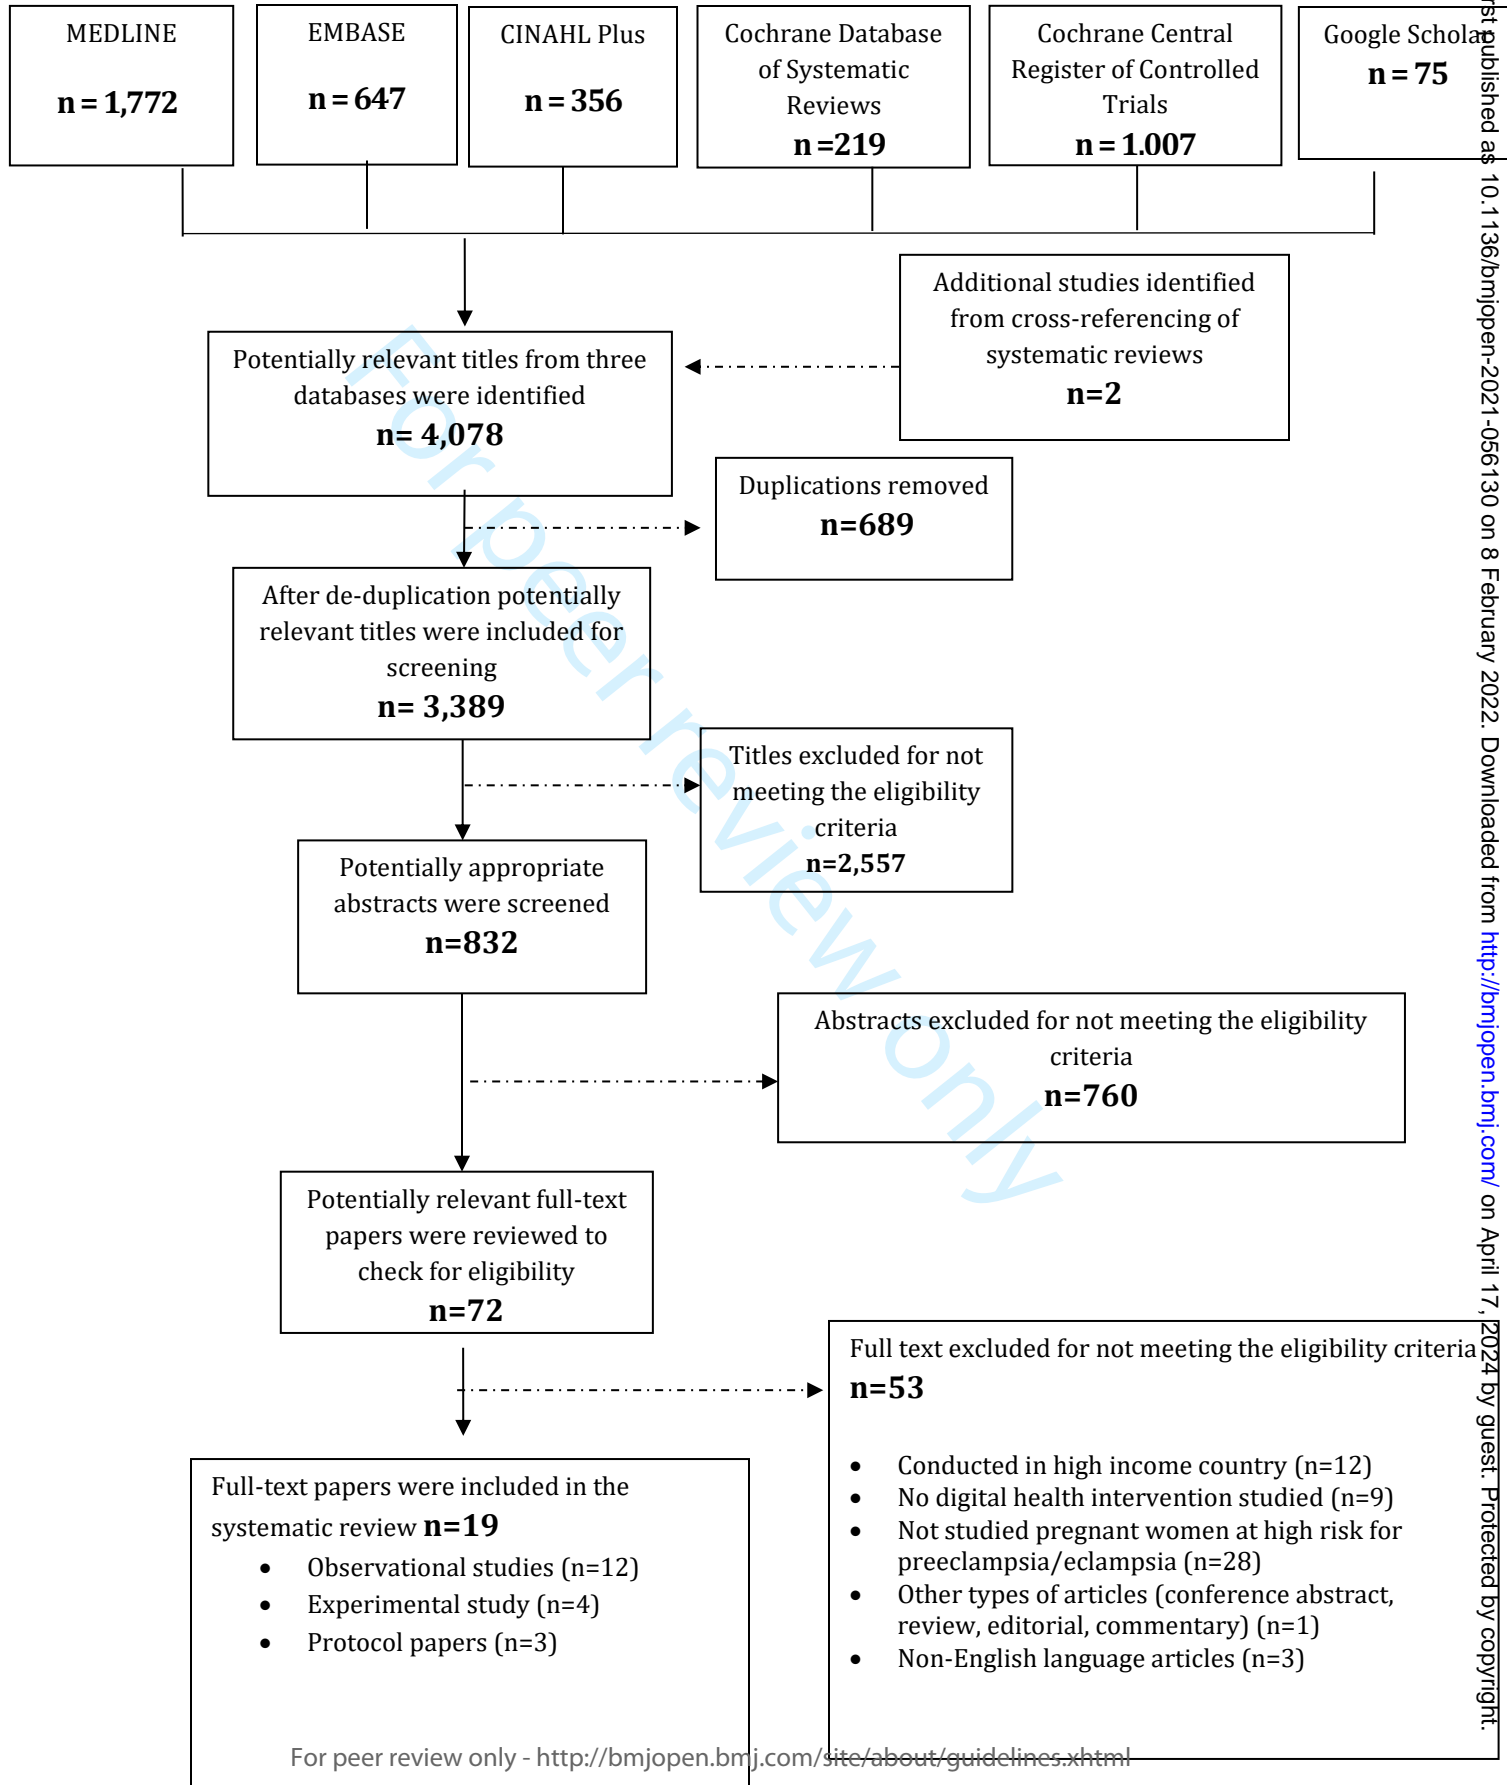 MEDLINE
n = 1,772
EMBASE
n = 647
CINAHL Plus
n = 356
Cochrane Database
of Systematic
Reviews
n =219
Cochrane Central
Register of Controlled
Trials
n = 1.007
Google Scholar
n = 75
Additional studies identified
from cross-referencing of
systematic reviews
n=2
Potentially relevant titles from three
databases were identified
n= 4,078
Duplications removed
n=689
After de-duplication potentially
relevant titles were included for
screening
n= 3,389
Titles excluded for not
meeting the eligibility
criteria
n=2,557
Potentially appropriate
abstracts were screened
n=832
Abstracts excluded for not meeting the eligibility
criteria
n=760
Potentially relevant full-text
papers were reviewed to
check for eligibility
n=72
Full text excluded for not meeting the eligibility criteria
n=53
• Conducted in high income country (n=12)
• No digital health intervention studied (n=9)
• Not studied pregnant women at high risk for
preeclampsia/eclampsia (n=28)
• Other types of articles (conference abstract,
review, editorial, commentary) (n=1)
• Non-English language articles (n=3)
Full-text papers were included in the
systematic review n=19
• Observational studies (n=12)
• Experimental study (n=4)
• Protocol papers (n=3)
For peer review only
For peer review only - http://bmjopen.bmj.com/site/about/guidelines.xhtml
rst published as 10.1136/bmjopen-2021-056130 on 8 February 2022. Downloaded from http://bmjopen.bmj.com/ on April 17, 2024 by guest. Protected by copyright.